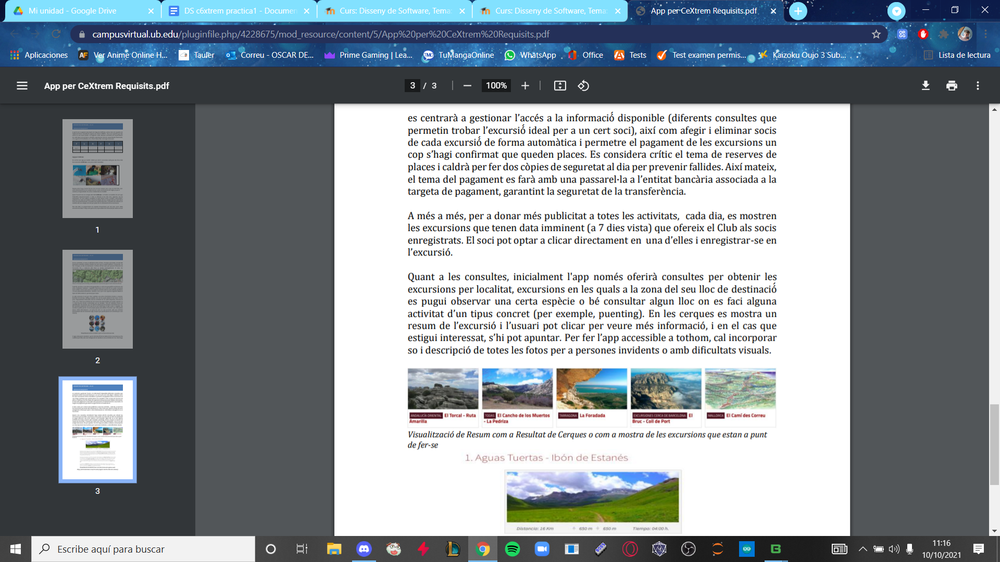 Mi unidad - Google Drive
DS c6xtrem practica1 - Documen
Curs: Disseny de Software, Tema:
Curs: Disseny de Software, Tema:
App per CeXtrem Requisits.pdf
campusvirtual.ub.edu/pluginfile.php/4228675/mod_resource/content/5/App%20per%20CeXtrem%20Requisits.pdf
Aplicaciones
Ver Anime Online H...
Tauler
Correu - OSCAR DE...
Prime Gaming | Lea...
TuMangaOnline
WhatsApp
Office
Tests
Test examen permis...
Kaizoku Oujo 3 Sub...
Lista de lectura
App per CeXtrem Requisits.pdf
3 / 3
100%
1
2
3
es centrarà a gestionar l'accés a la informació disponible (diferents consultes que
permetin trobar l'excursió ideal per a un cert soci), així com afegir i eliminar socis
de cada excursió de forma automàtica i permetre el pagament de les excursions un
cop s'hagi confirmat que queden places. Es considera crític el tema de reserves de
places i caldrà per fer dos còpies de seguretat al dia per prevenir fallides. Així mateix,
el tema del pagament es farà amb una passarel·la a l'entitat bancària associada a la
targeta de pagament, garantint la seguretat de la transferència.
A més a més, per a donar més publicitat a totes les activitats, cada dia, es mostren
les excursions que tenen data imminent (a 7 dies vista) que ofereix el Club als socis
enregistrats. El soci pot optar a clicar directament en una d'elles i enregistrar-se en
l'excursió.
Quant a les consultes, inicialment l'app només oferirà consultes per obtenir les
excursions per localitat, excursions en les quals a la zona del seu lloc de destinació
es pugui observar una certa espècie o bé consultar algun lloc on es faci alguna
activitat d'un tipus concret (per exemple, puenting). En les cerques es mostra un
resum de l'excursió i l'usuari pot clicar per veure més informació, i en el cas que
estigui interessat, s'hi pot apuntar. Per fer l'app accessible a tothom, cal incorporar
so i descripció de totes les fotos per a persones invidents o amb dificultats visuals.
ANDALUCÍA ORIENTAL El Torcal - Ruta
Amarilla
TODAS El Cancho de los Muertos
- La Pedriza
TARRAGONA La Foradada
EXCURSIONES CERCA DE BARCELONA El
Bruc - Coll de Port
MALLORCA El Camí des Correu
Visualització de Resum com a Resultat de Cerques o com a mostra de les excursions que estan a punt
de fer-se
1. Aguas Tuertas - Ibón de Estanés
Distancia: 16 Km + 650 m + 650 m Tiempo: 04:00 h.
Escribe aquí para buscar
11:16
10/10/2021